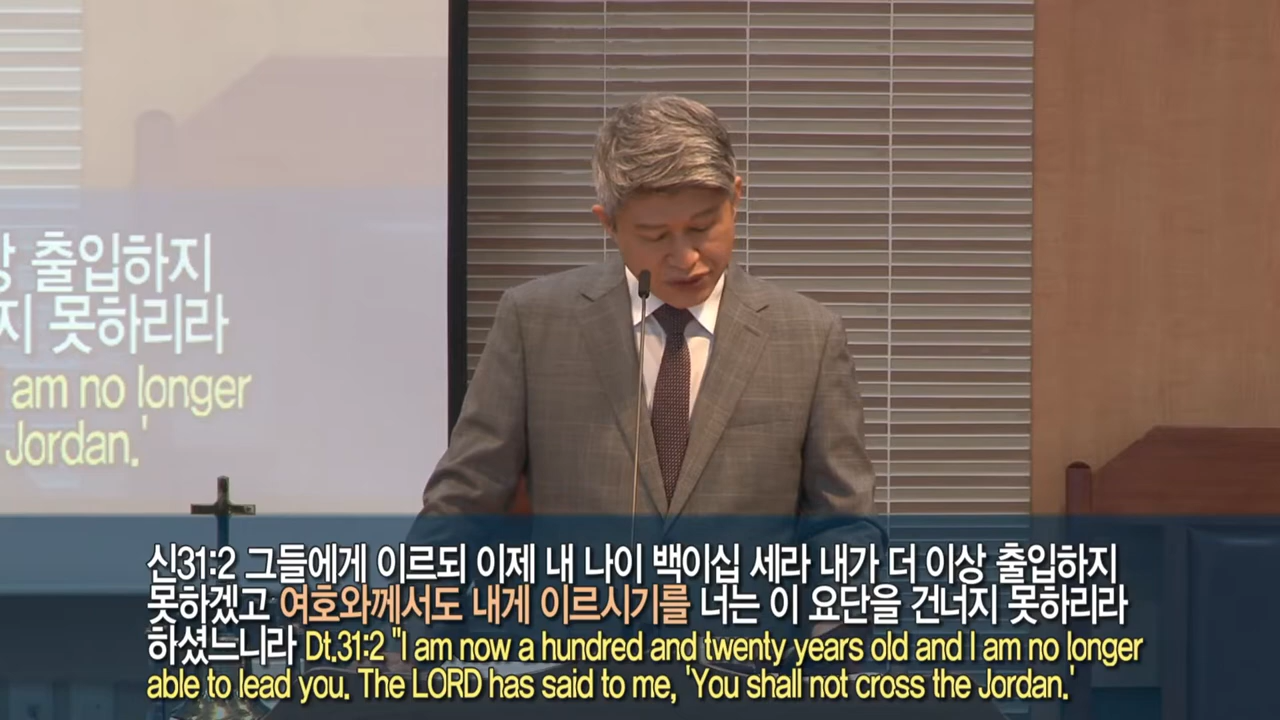 출입하지
지 못하리라
am no longer
Jordan.'
신31:2 그들에게 이르되 이제 내 나이 백이십 세라 내가 더 이상 출입하지
못하겠고 여호와께서도 내게 이르시기를 너는 이 요단을 건너지 못하리라
하셨느니라 Dt.31:2 "I am now a hundred and twenty years old and I am no longer
able to lead you. The LORD has said to me, 'You shall not cross the Jordan.'